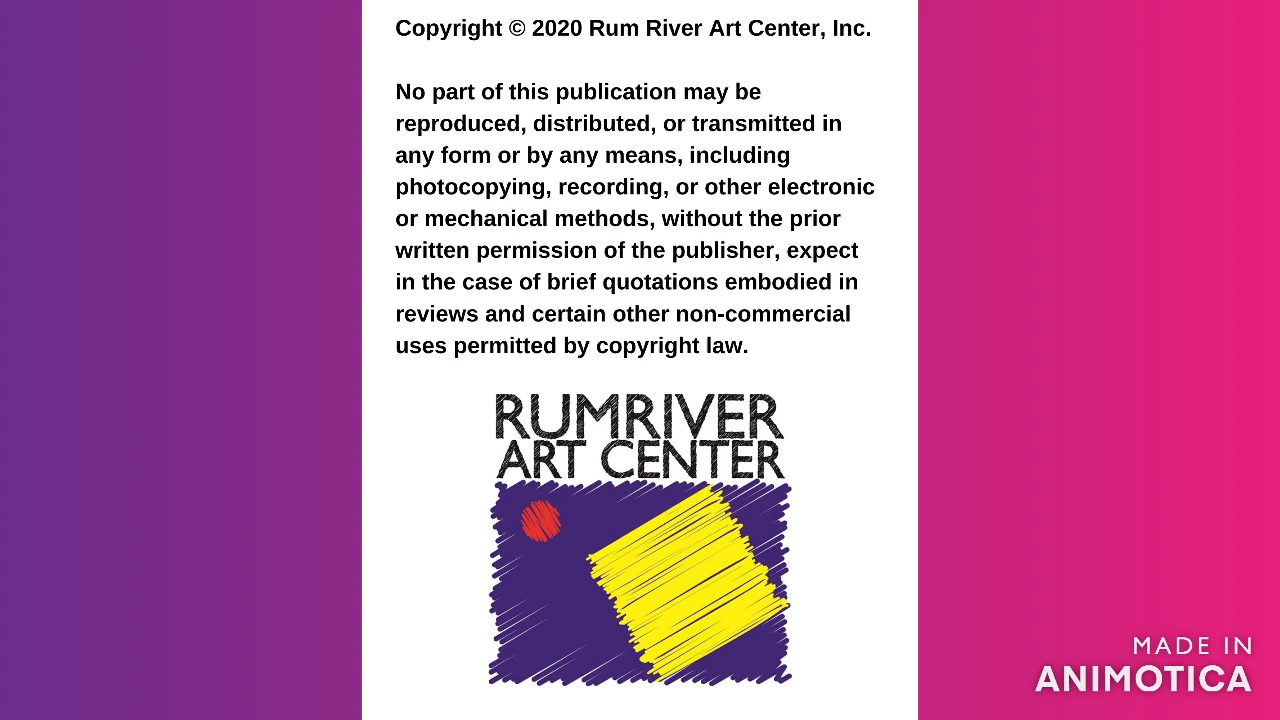 Copyright © 2020 Rum River Art Center, Inc.
No part of this publication may be
reproduced, distributed, or transmitted in
any form or by any means, including
photocopying, recording, or other electronic
or mechanical methods, without the prior
written permission of the publisher, expect
in the case of brief quotations embodied in
reviews and certain other non-commercial
uses permitted by copyright law.
RUMRIVER
ART CENTER
MADE IN
ANIMOTICA